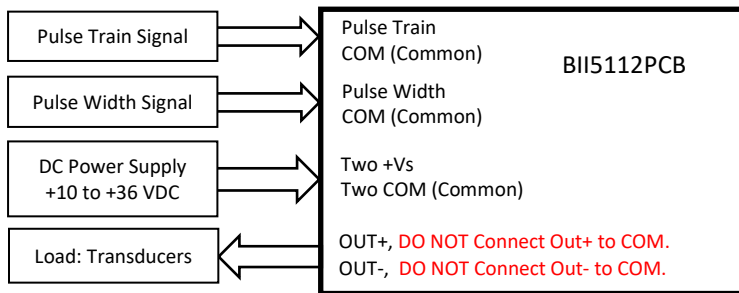 Pulse Train Signal
Pulse Train
COM (Common)
BII5112PCB
Pulse Width Signal
Pulse Width
COM (Common)
DC Power Supply
+10 to +36 VDC
Two +Vs
Two COM (Common)
Load: Transducers
OUT+, DO NOT Connect Out+ to COM.
OUT-, DO NOT Connect Out- to COM.